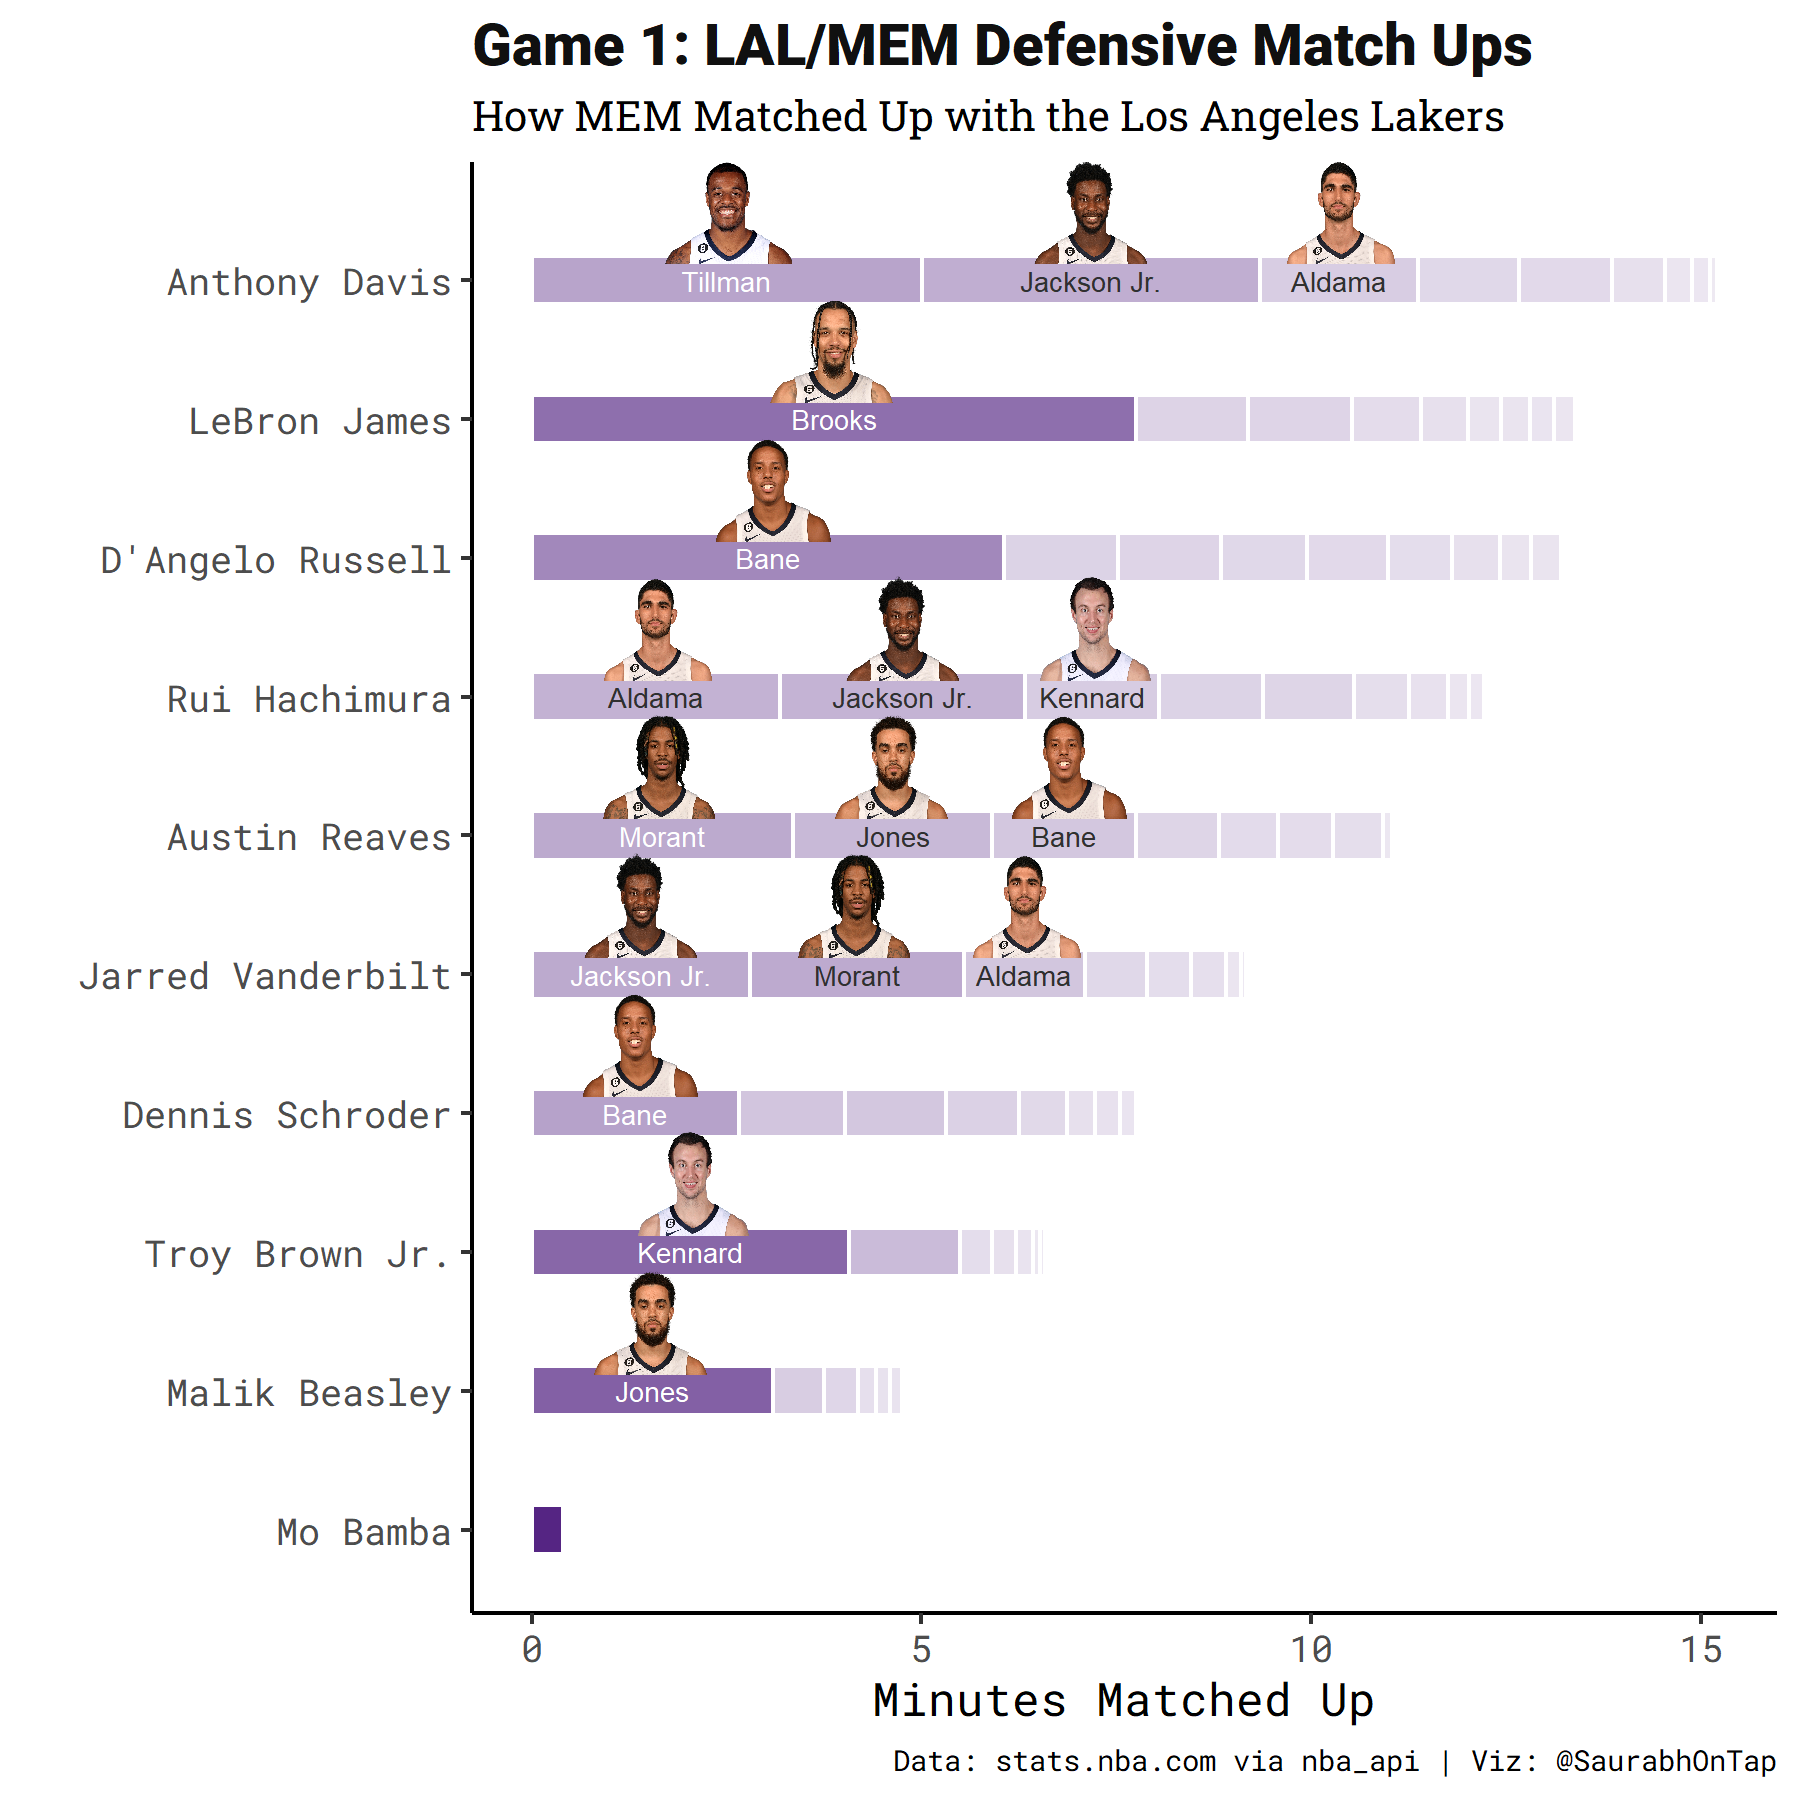 Game 1: LAL/MEM Defensive Match Ups
How MEM Matched Up with the Los Angeles Lakers
Anthony Davis
Tillman
Jackson Jr.
Aldama
LeBron James
Brooks
D'Angelo Russell
Bane
Rui Hachimura
Aldama
Jackson Jr.
Kennard
Austin Reaves
Morant
Jones
Bane
Jarred Vanderbilt
Jackson Jr.
Morant
Aldama
Dennis Schroder
Bane
Troy Brown Jr.
Kennard
Malik Beasley
Jones
Mo Bamba
0 5 10 15
Minutes Matched Up
Data: stats.nba.com via nba_api | Viz: @SaurabhOnTap